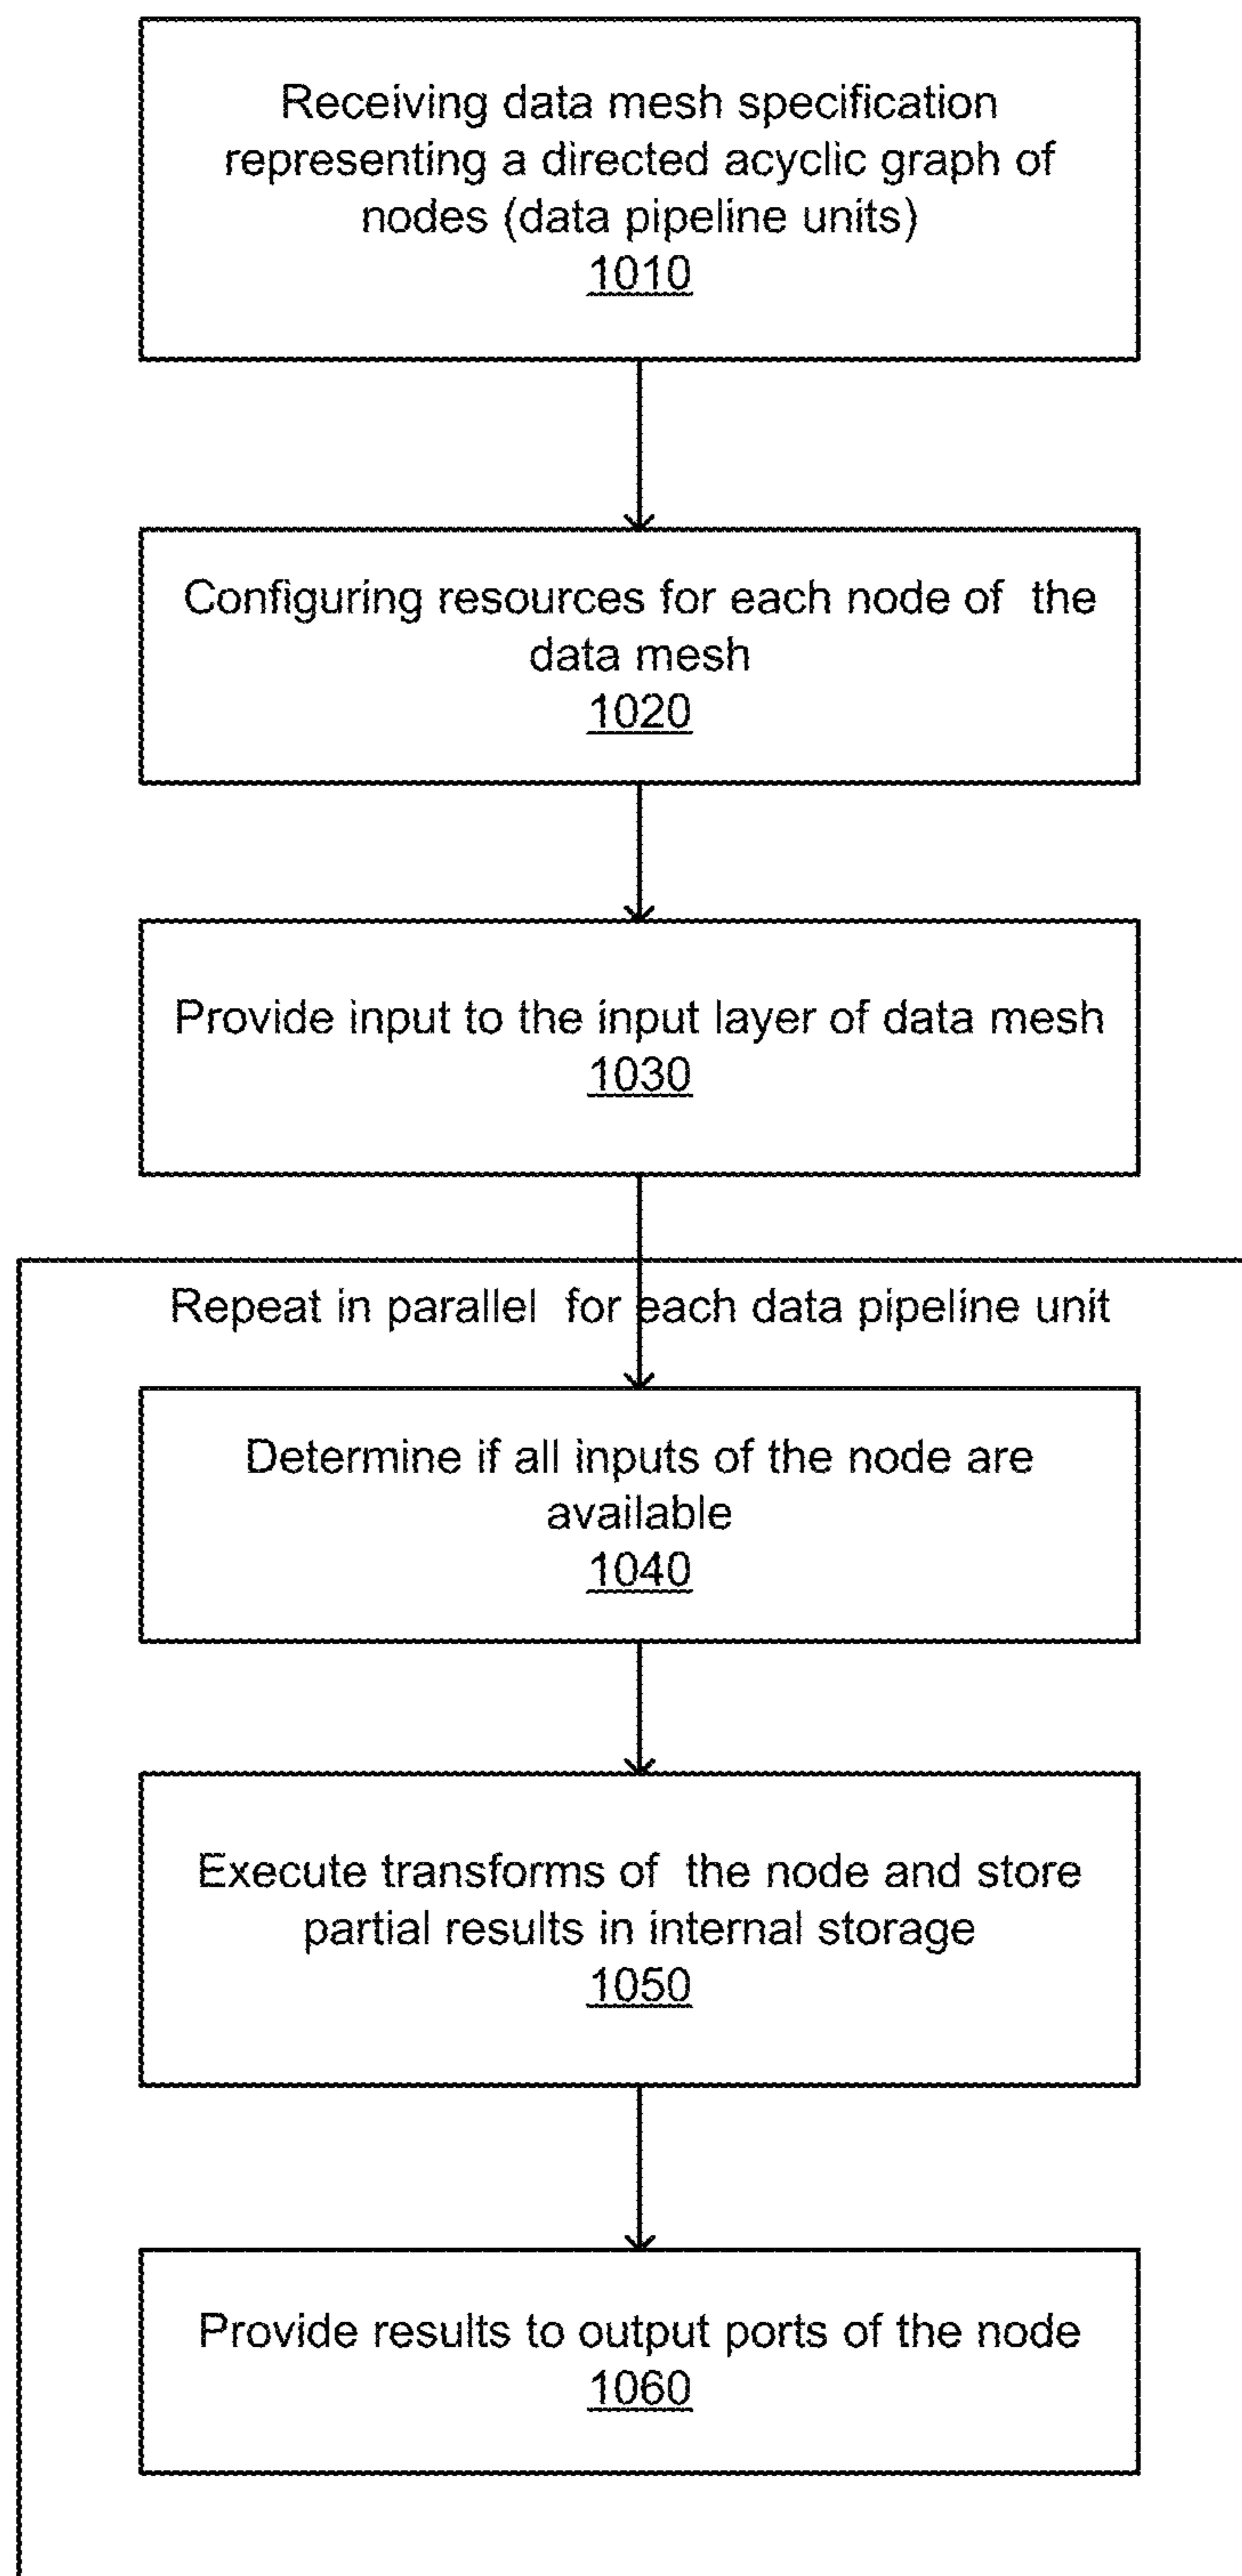 Receiving data mesh specification
representing a directed acyclic graph of
nodes (data pipeline units)
1010
Configuring resources for each node of the
data mesh
1020
Provide input to the input layer of data mesh
1030
Repeat in parallel for each data pipeline unit
Determine if all inputs of the node are
available
1040
Execute transforms of the node and store
partial results in internal storage
1050
Provide results to output ports of the node
1060